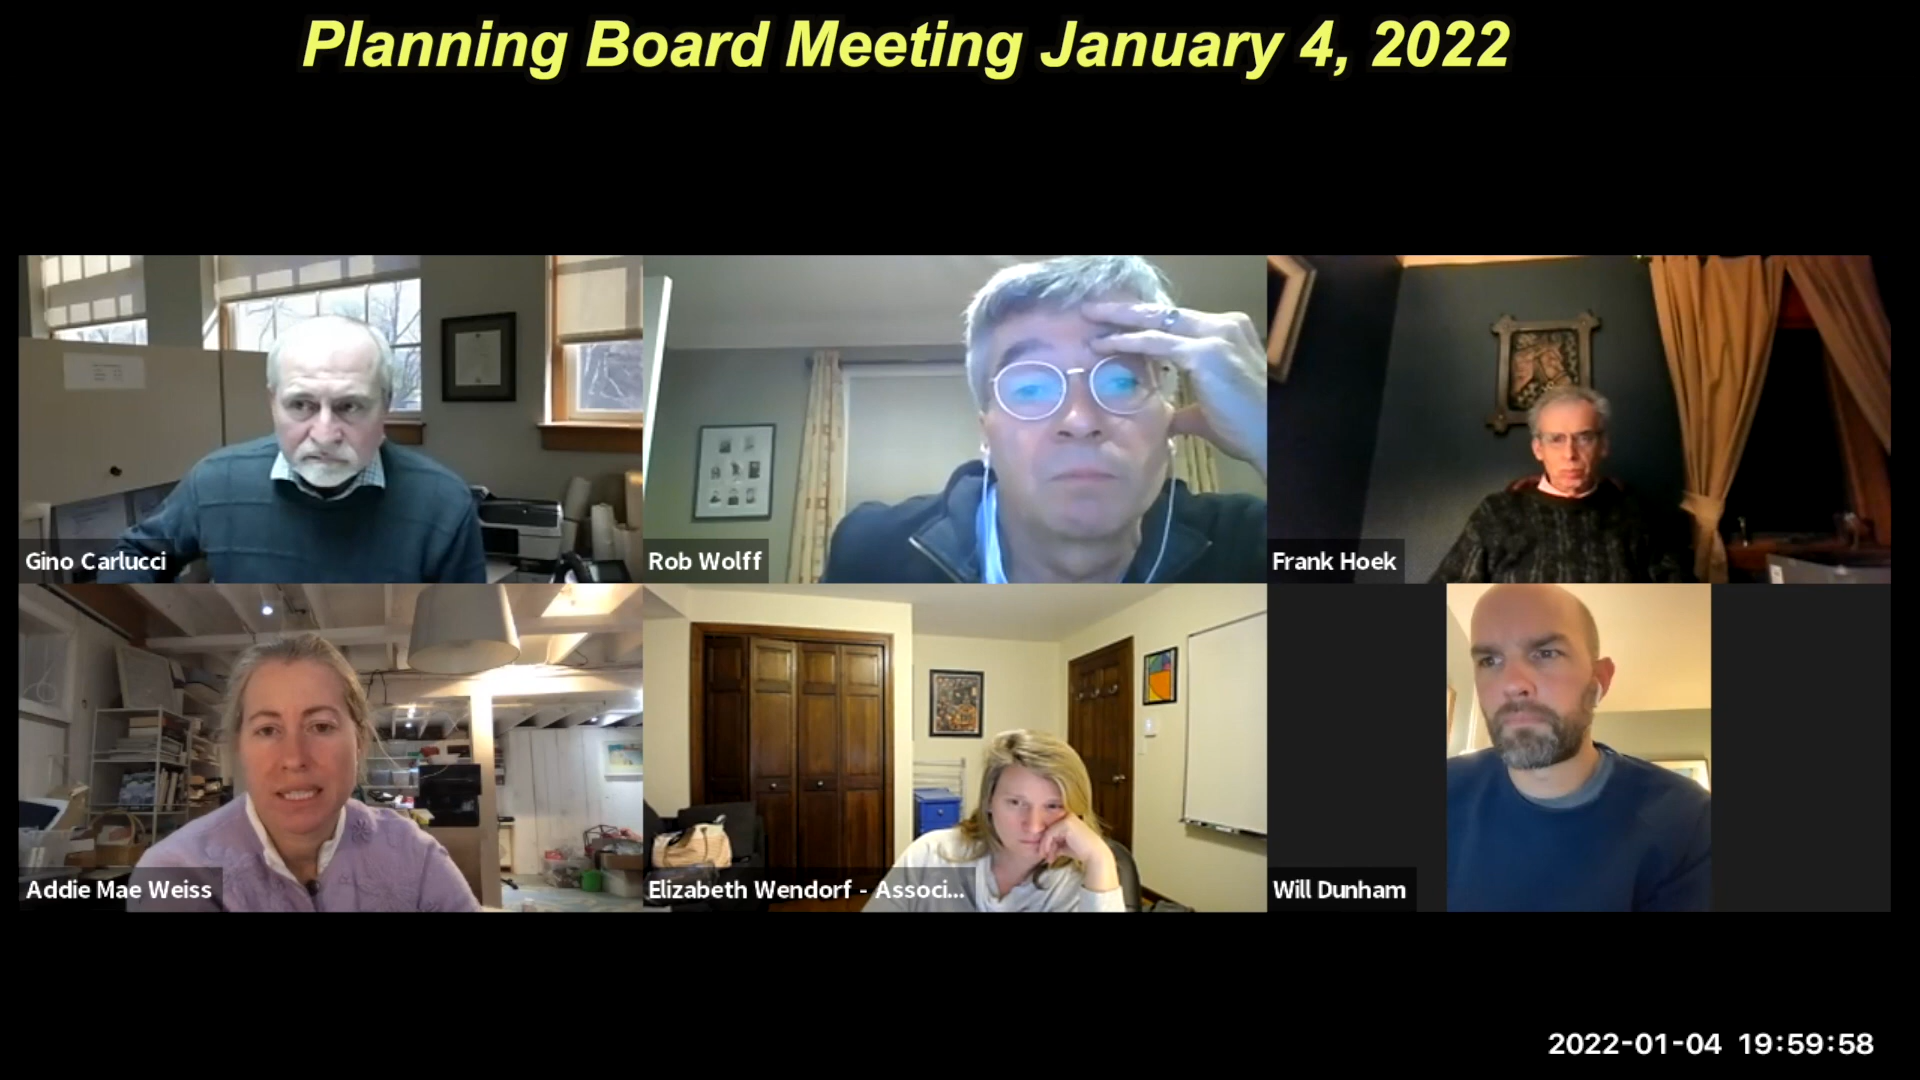 Planning Board Meeting January 4, 2022
Gino Carlucci
Rob Wolff
Frank Hoek
Addie Mae Weiss
Elizabeth Wendorf - Associ...
Will Dunham
2022-01-04 19:59:58